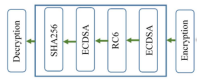 Decryption
SHA256
ECDSA
RC6
ECDSA
Encryption